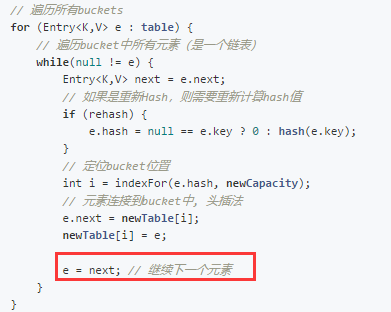 // 遍历所有buckets
for (Entry<K,V> e : table) {
    // 遍历bucket中所有元素（是一个链表）
    while(null != e) {
        Entry<K,V> next = e.next;
        // 如果是重新Hash，则需要重新计算hash值
        if (rehash) {
            e.hash = null == e.key ? 0 : hash(e.key);
        }
        // 定位bucket位置
        int i = indexFor(e.hash, newCapacity);
        // 元素连接到bucket中，头插法
        e.next = newTable[i];
        newTable[i] = e;
        e = next; // 继续下一个元素
    }
}